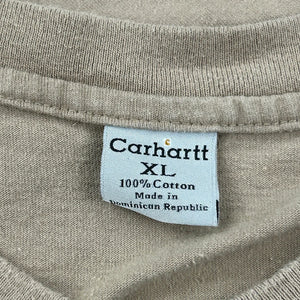 Carhartt
XL
100% Cotton
Made in
Dominican Republic